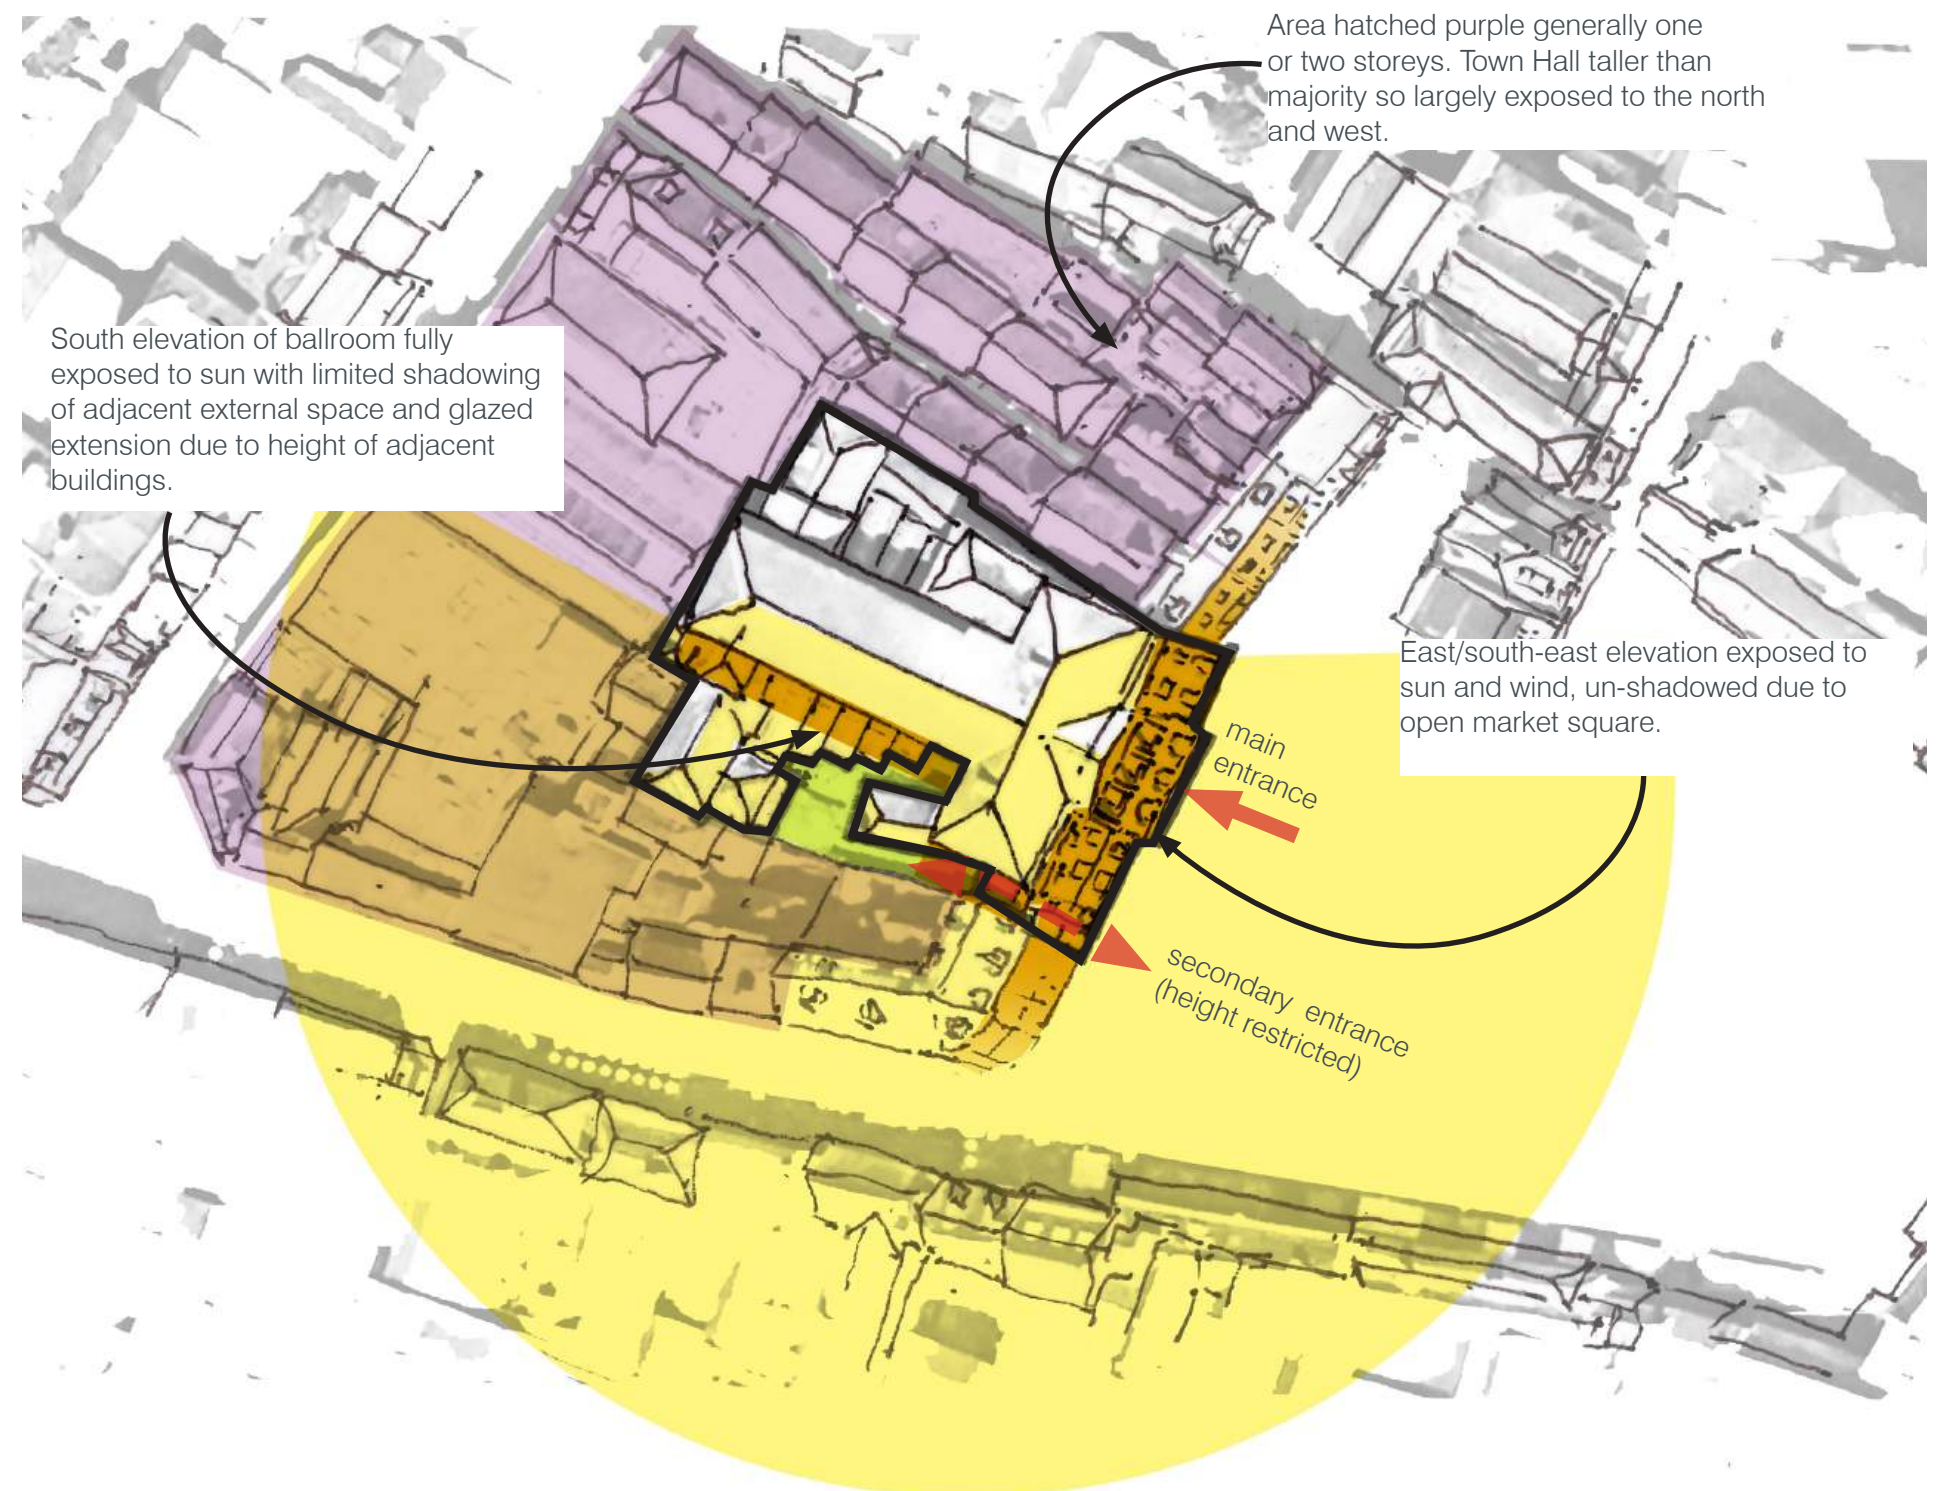 Area hatched purple generally one
or two storeys. Town Hall taller than
majority so largely exposed to the north
and west.
South elevation of ballroom fully
exposed to sun with limited shadowing
of adjacent external space and glazed
extension due to height of adjacent
buildings.
East/south-east elevation exposed to
sun and wind, un-shadowed due to
open market square.
main
entrance
secondary entrance
(height restricted)